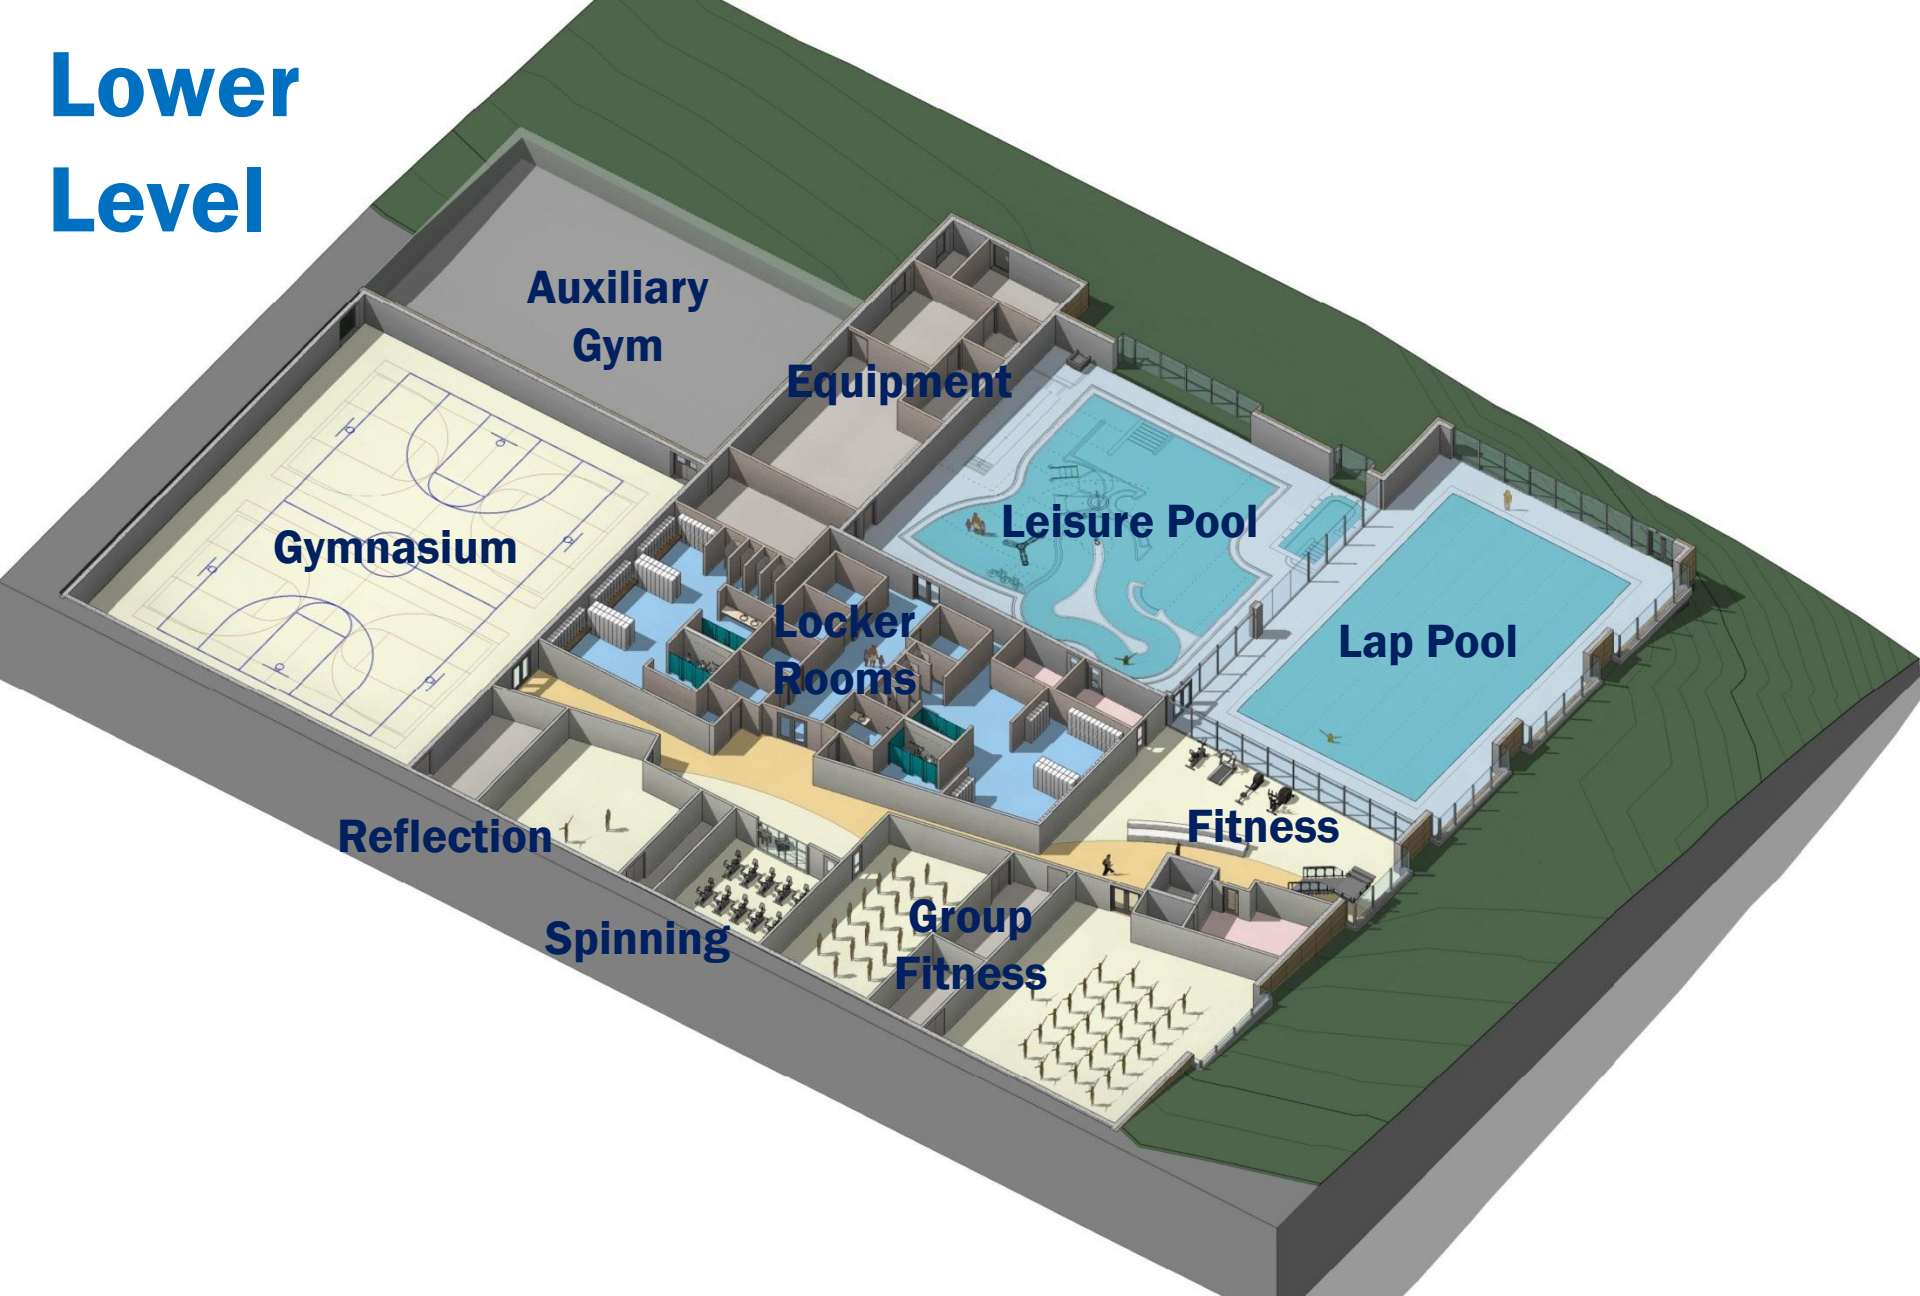 Lower
Level
Auxiliary
Gym
Equipment
Gymnasium
Leisure Pool
Locker
Rooms
Lap Pool
Reflection
Fitness
Spinning
Group
Fitness